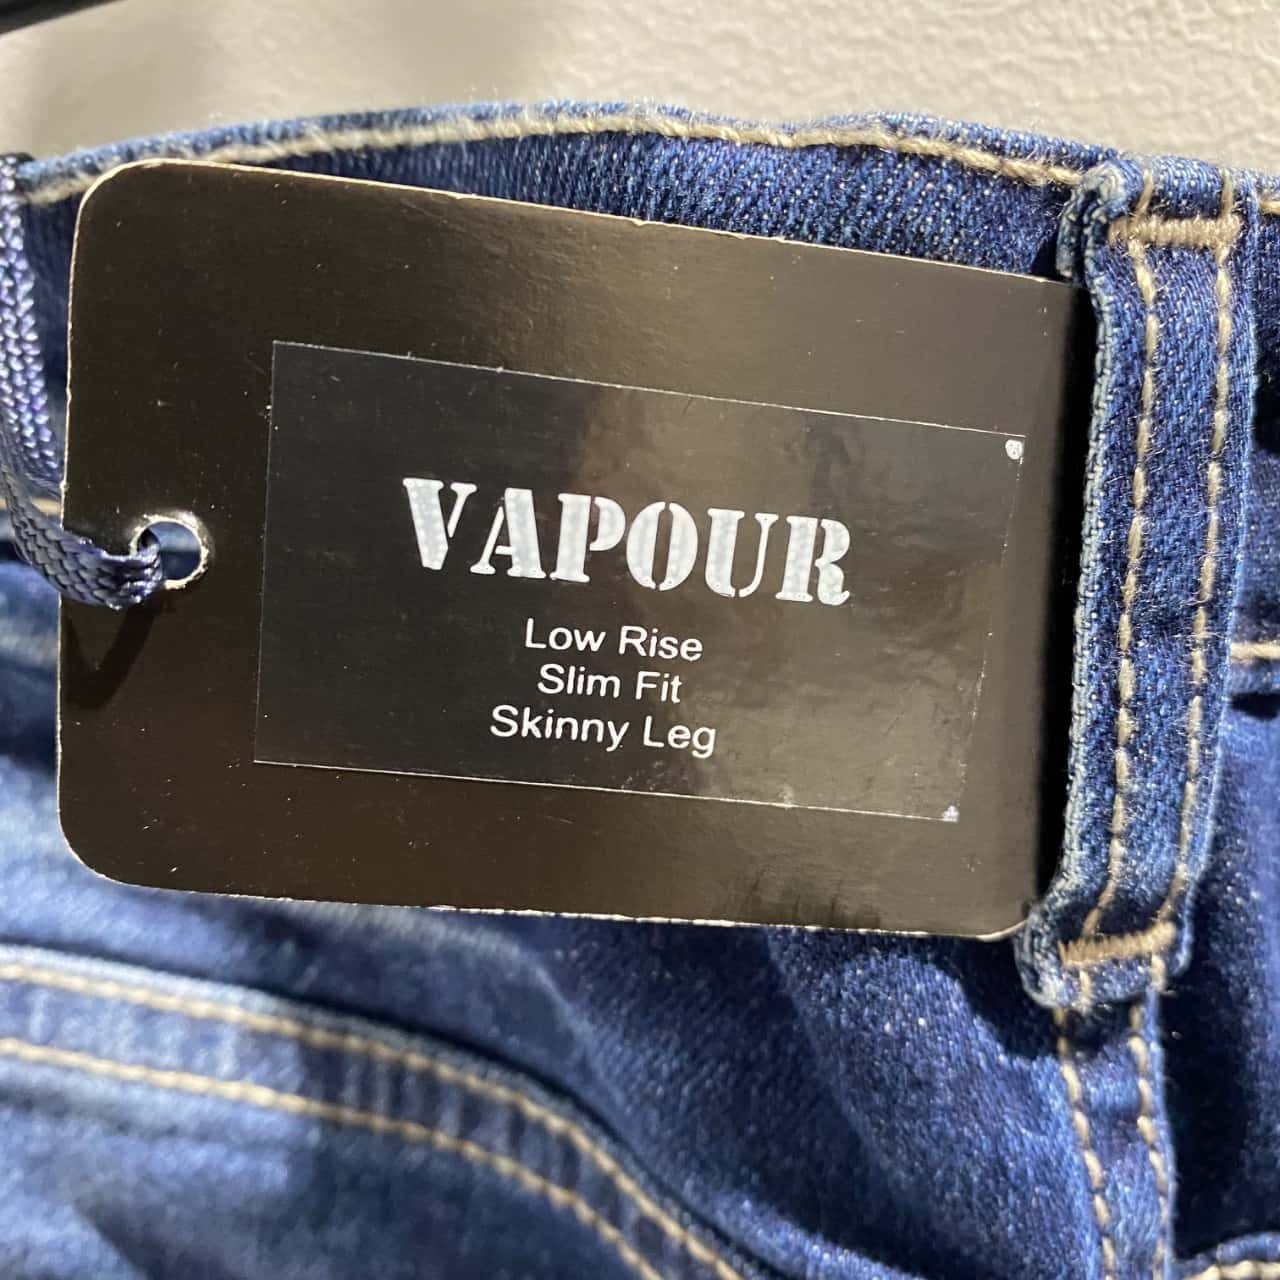 VAPOUR
Low Rise
Slim Fit
Skinny Leg